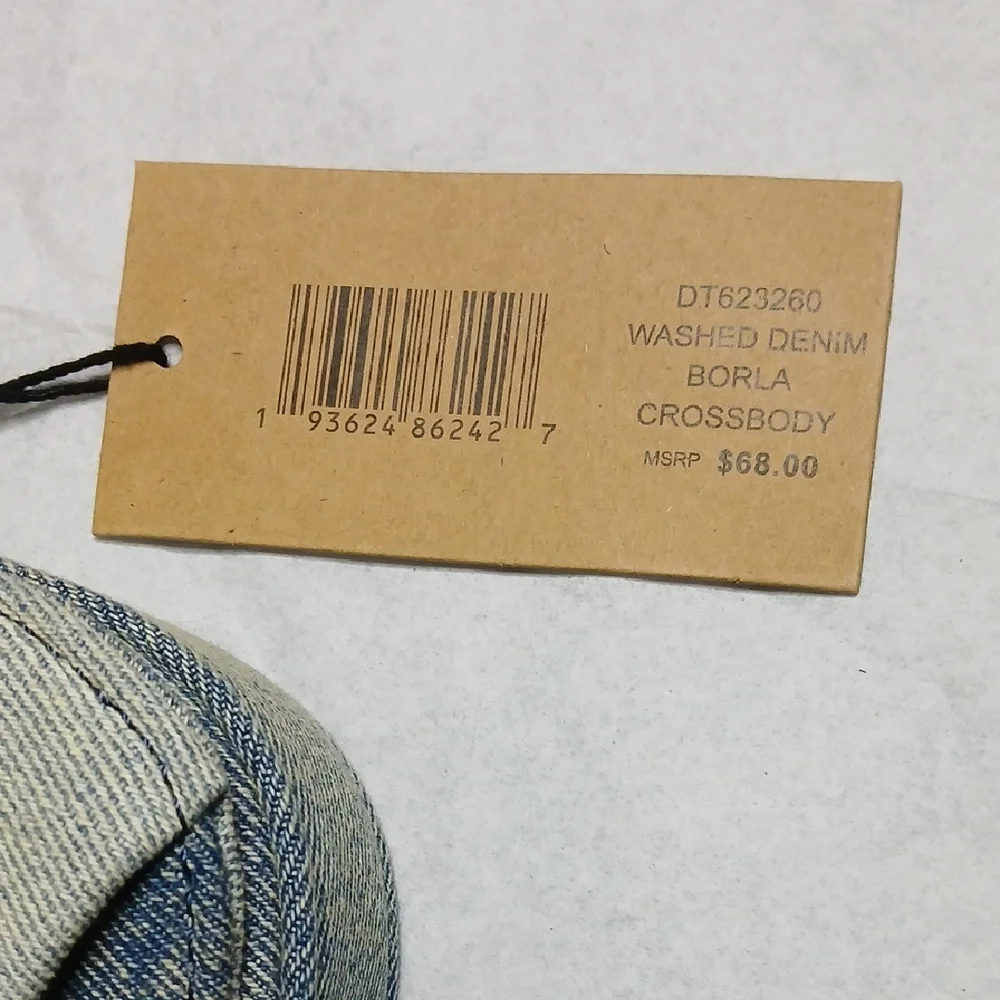 1 93624 86242 7
DT623260
WASHED DENIM
BORLA
CROSSBODY
MSRP $68.00